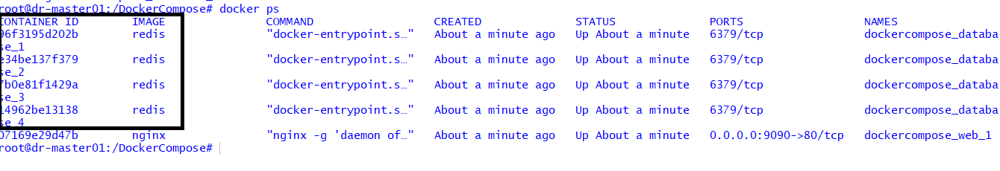 root@dr-master01:/DockerCompose# docker ps
CONTAINER ID IMAGE COMMAND CREATED STATUS PORTS NAMES
96f3195d202b redis "docker-entrypoint.s…" About a minute ago Up About a minute 6379/tcp dockercompose_databa
se_1
e34be137f379 redis "docker-entrypoint.s…" About a minute ago Up About a minute 6379/tcp dockercompose_databa
se_2
7b0e81f1429a redis "docker-entrypoint.s…" About a minute ago Up About a minute 6379/tcp dockercompose_databa
se_3
14962be13138 redis "docker-entrypoint.s…" About a minute ago Up About a minute 6379/tcp dockercompose_databa
se_4
07169e29d47b nginx "nginx -g 'daemon of…" About a minute ago Up About a minute 0.0.0.0:9090->80/tcp dockercompose_web_1
root@dr-master01:/DockerCompose#